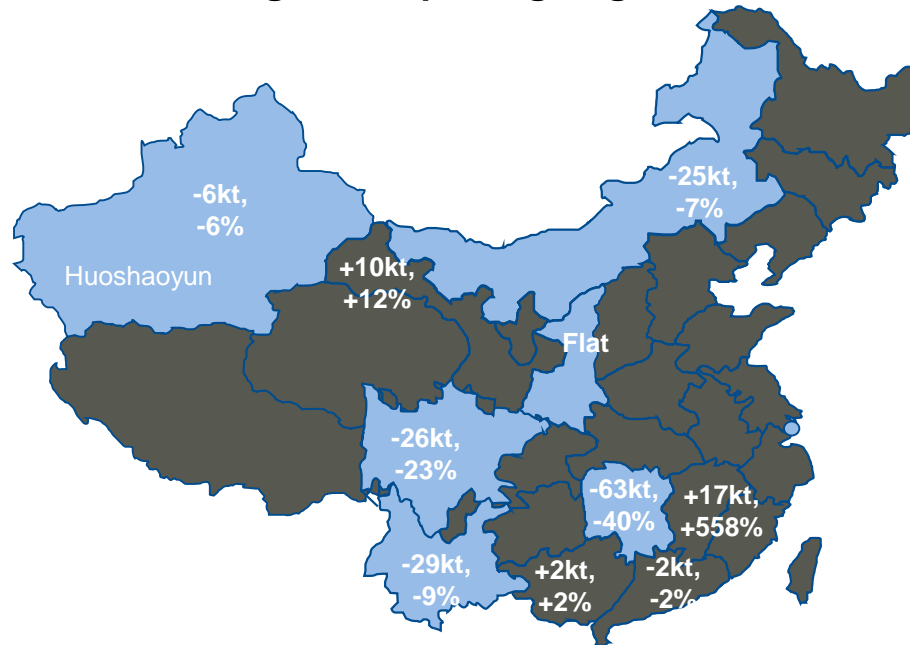 -25kt,
-7%
-6kt,
-6%
Huoshaoyun
+10kt,
+12%
Flat
-26kt,
-23%
-63kt,
-40%
+17kt,
+558%
-29kt,
-9%
+2kt,
+2%
-2kt,
-2%